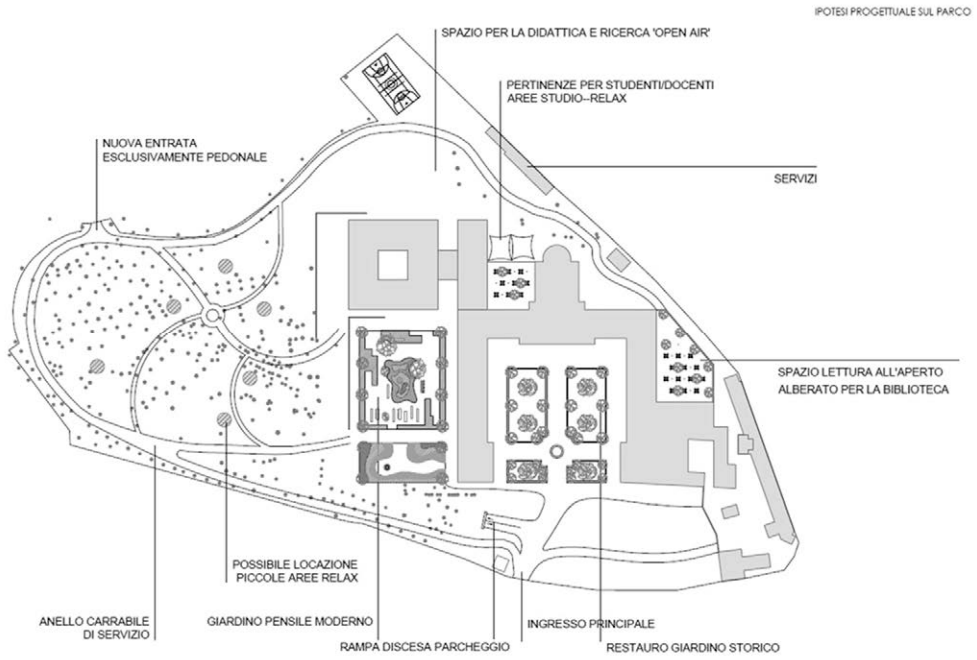 IPOTESI PROGETTUALE SUL PARCO
SPAZIO PER LA DIDATTICA E RICERCA 'OPEN AIR'
PERTINENZE PER STUDENTI/DOCENTI
AREE STUDIO--RELAX
NUOVA ENTRATA
ESCLUSIVAMENTE PEDONALE
SERVIZI
SPAZIO LETTURA ALL'APERTO
ALBERATO PER LA BIBLIOTECA
POSSIBILE LOCAZIONE
PICCOLE AREE RELAX
ANELLO CARRABILE
DI SERVIZIO
GIARDINO PENSILE MODERNO
RAMPA DISCESA PARCHEGGIO
INGRESSO PRINCIPALE
RESTAURO GIARDINO STORICO